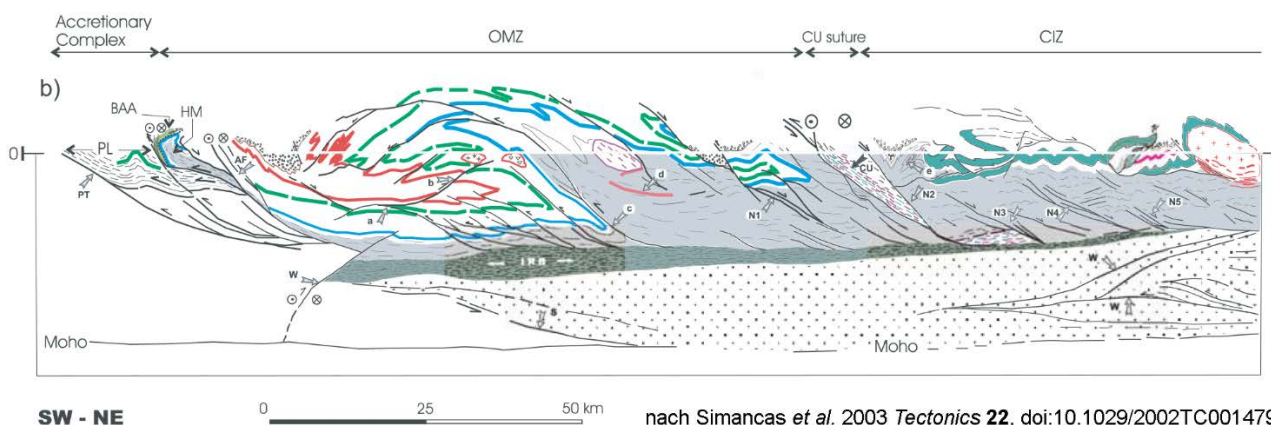 Accretionary
Complex
OMZ
CU suture
CIZ
b)
BAA
HM
0
PL
AF
PT
b
a
d
c
N1
CU
r
e
N2
N3
N4
N5
IRB
W
S
W
W
Moho
Moho
SW - NE
0 25 50 km
nach Simancas et al. 2003 Tectonics 22, doi:10.1029/2002TC001479